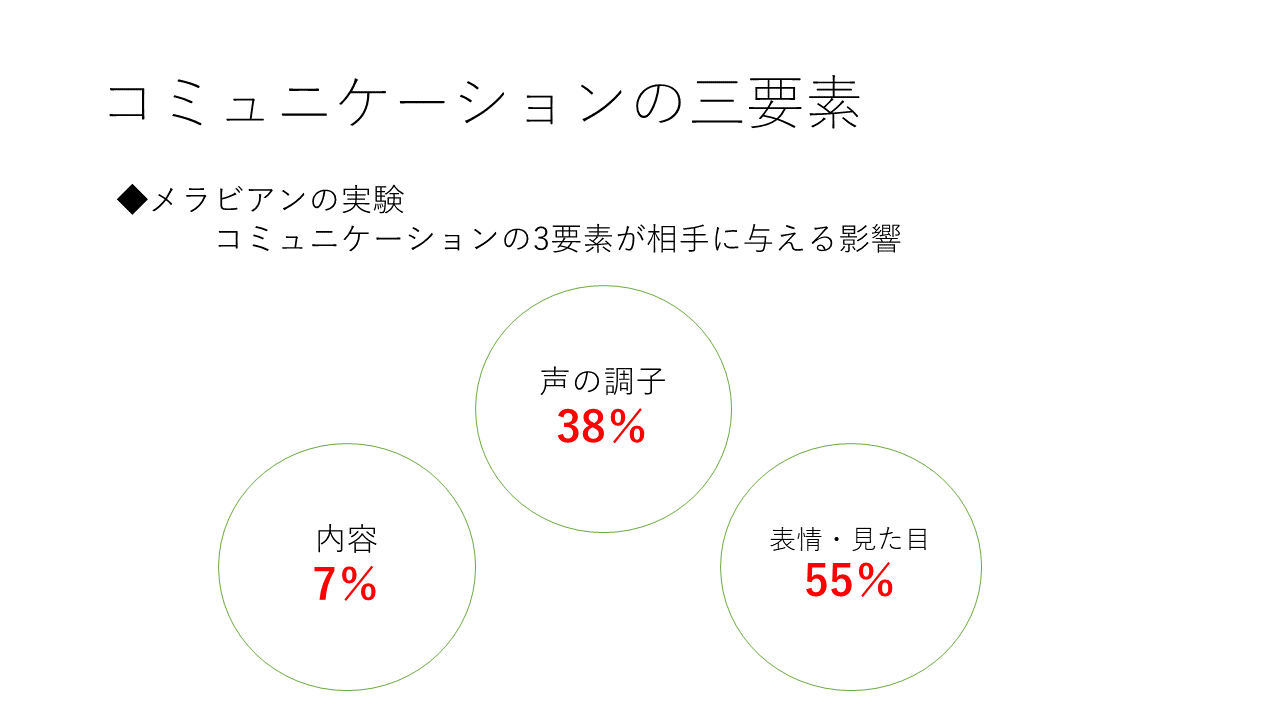 コミュニケーションの三要素
◆メラビアンの実験
コミュニケーションの3要素が相手に与える影響
声の調子
38%
内容
7%
表情・見た目
55%